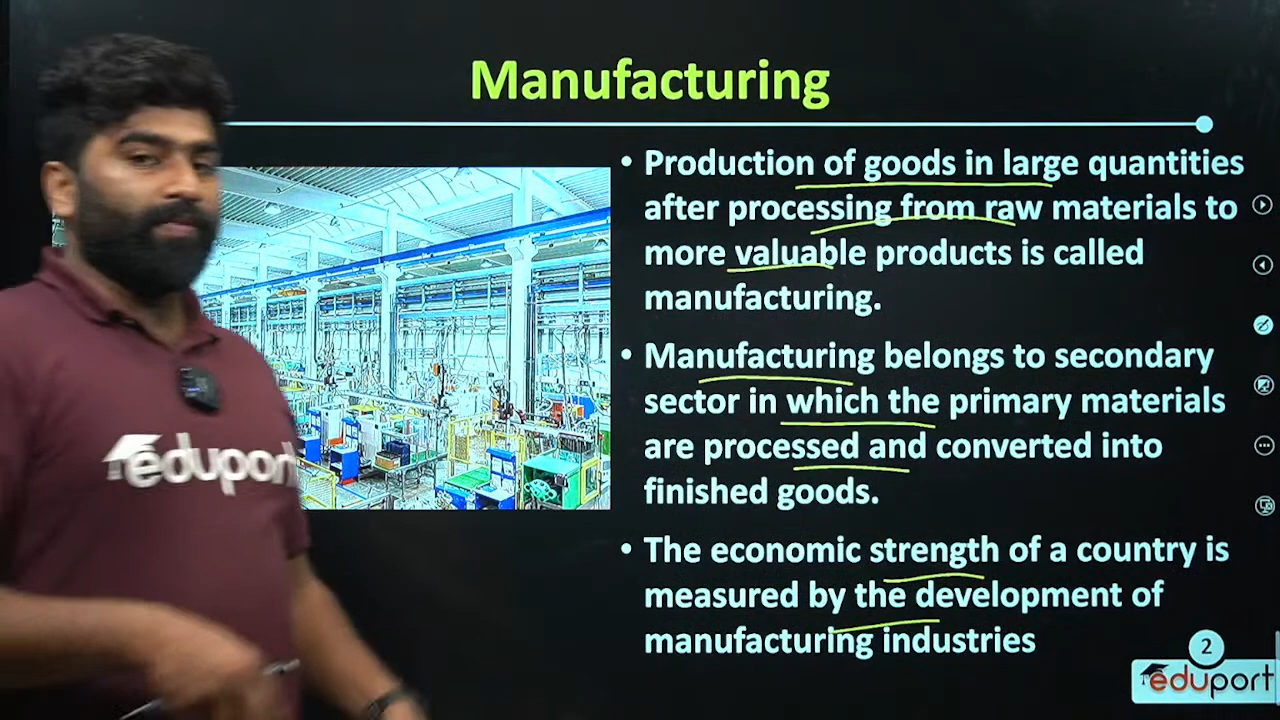 Manufacturing
• Production of goods in large quantities
after processing from raw materials to
more valuable products is called
manufacturing.
• Manufacturing belongs to secondary
sector in which the primary materials
are processed and converted into
finished goods.
• The economic strength of a country is
measured by the development of
manufacturing industries
eduport
2
eduport